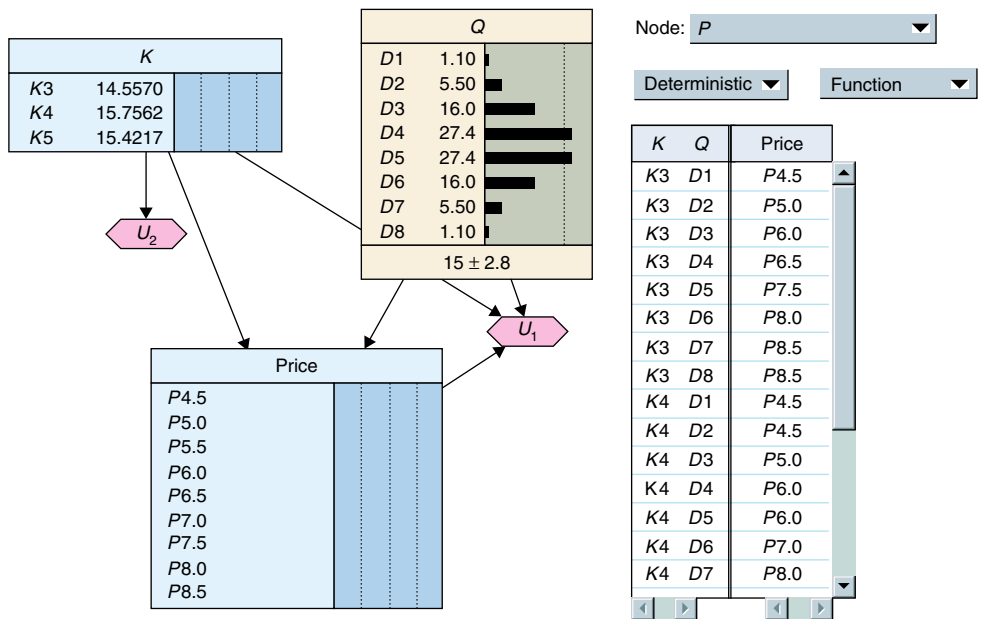 K
K3 14.5570
K4 15.7562
K5 15.4217
Q
D1 1.10
D2 5.50
D3 16.0
D4 27.4
D5 27.4
D6 16.0
D7 5.50
D8 1.10
15 ± 2.8
U2
U1
Price
P4.5
P5.0
P5.5
P6.0
P6.5
P7.0
P7.5
P8.0
P8.5
Node: P
Deterministic
Function
K Q Price
K3 D1 P4.5
K3 D2 P5.0
K3 D3 P6.0
K3 D4 P6.5
K3 D5 P7.5
K3 D6 P8.0
K3 D7 P8.5
K3 D8 P8.5
K4 D1 P4.5
K4 D2 P4.5
K4 D3 P5.0
K4 D4 P6.0
K4 D5 P6.0
K4 D6 P7.0
K4 D7 P8.0